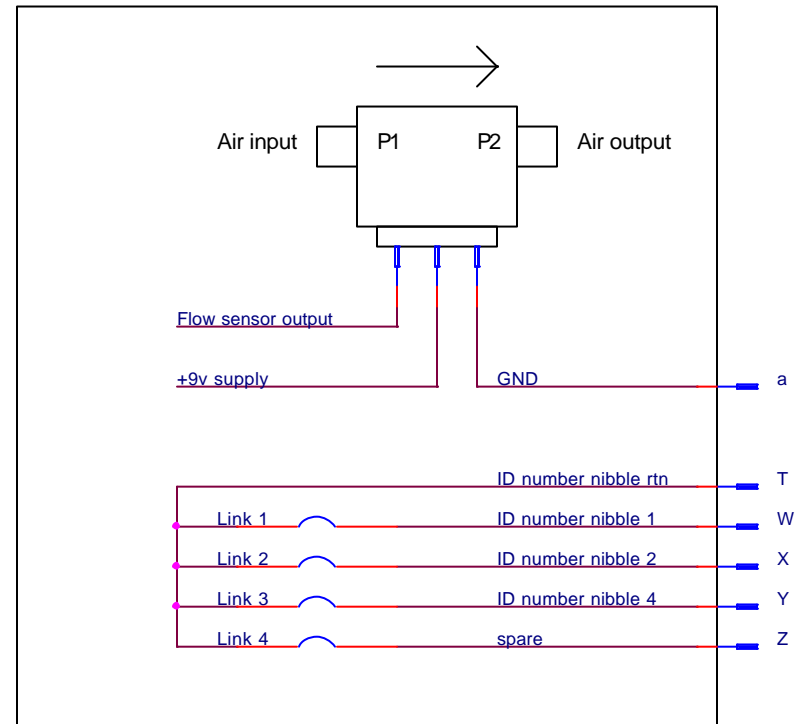 Air input P1 P2 Air output
Flow sensor output
+9v supply GND a
ID number nibble rtn T
Link 1 ID number nibble 1 W
Link 2 ID number nibble 2 X
Link 3 ID number nibble 4 Y
Link 4 spare Z